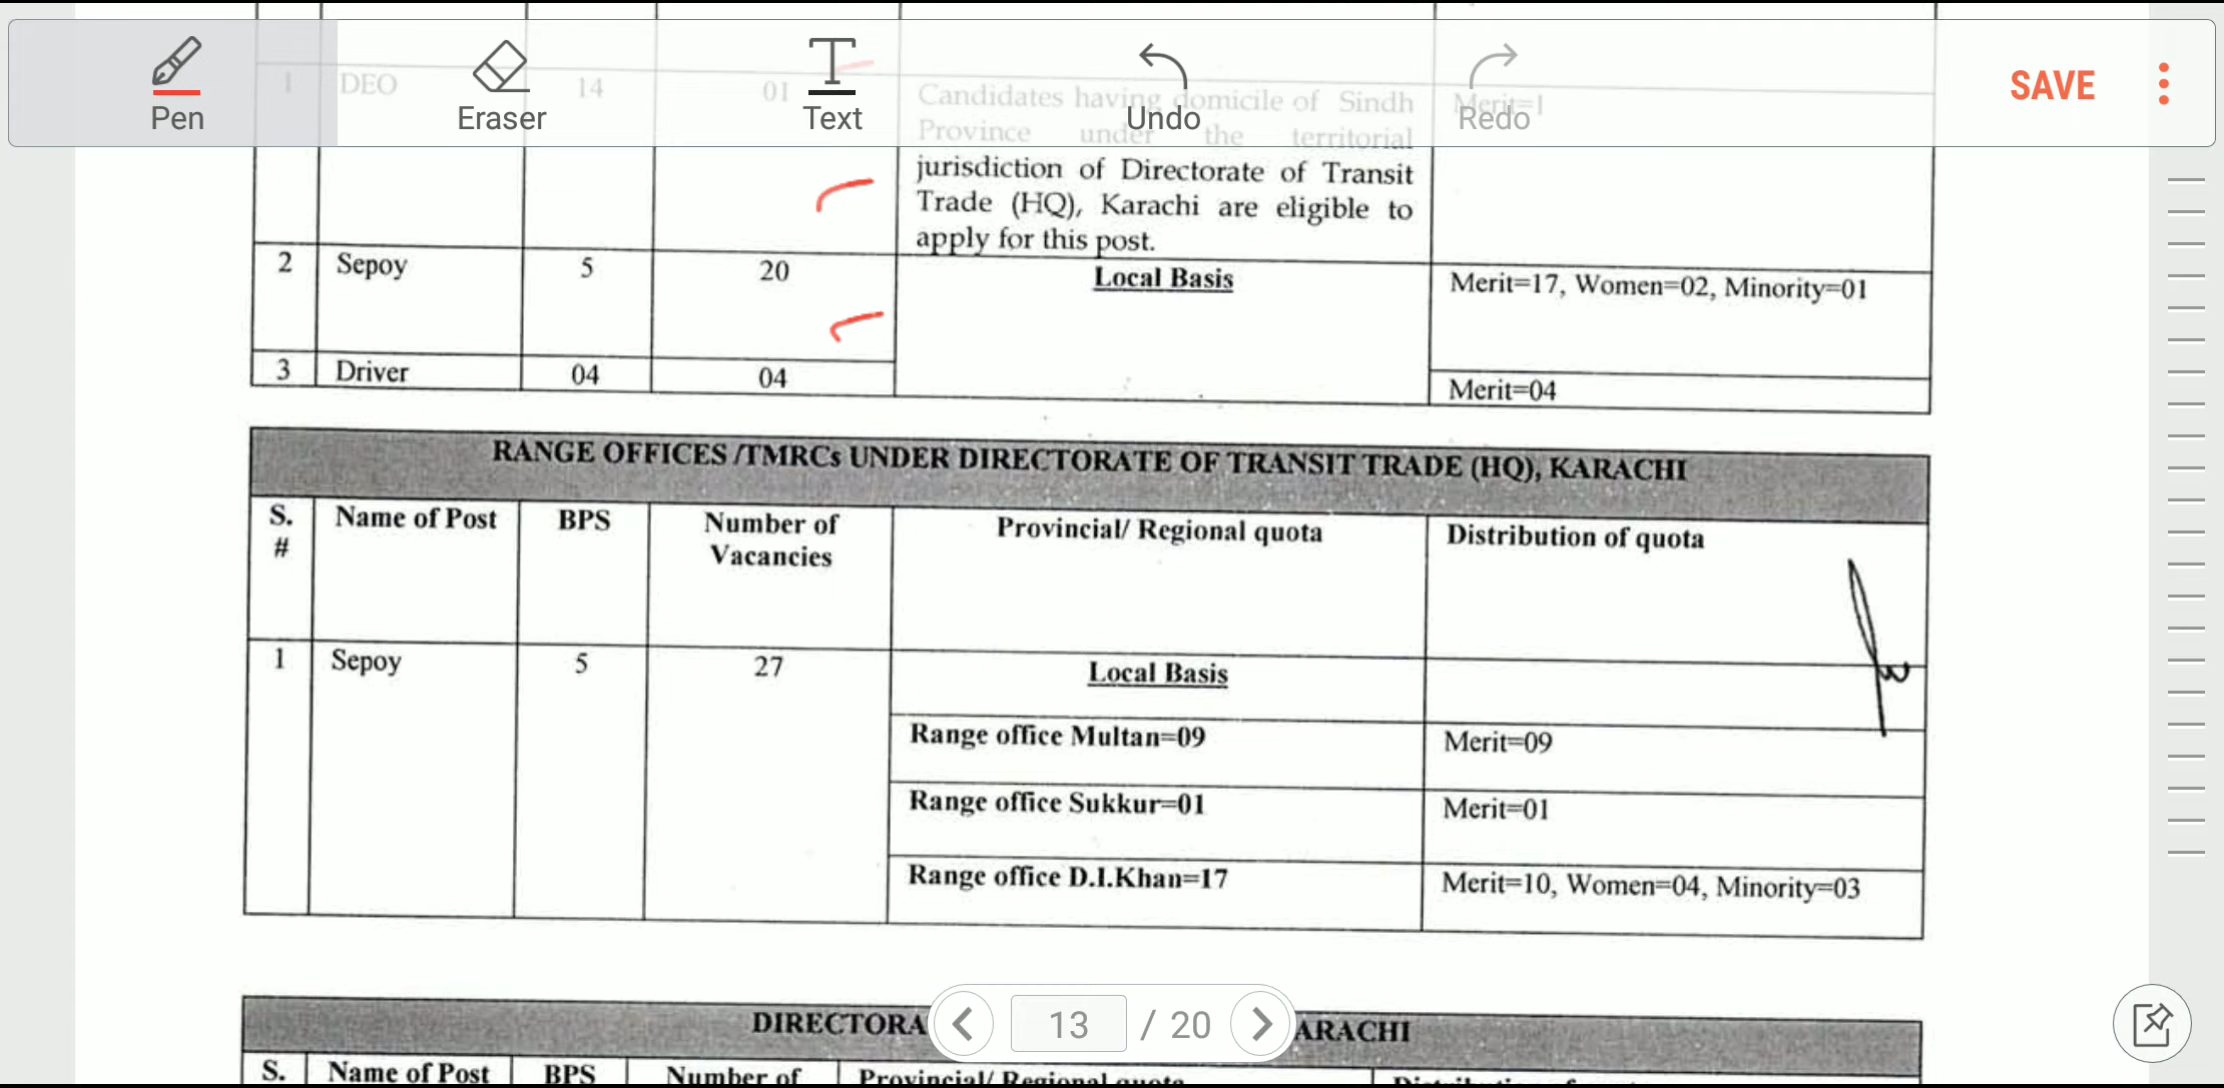 Pen
Eraser
Text
Undo
Redo
SAVE
1 DEO 14 01 Candidates having domicile of Sindh Merit=1
Province under the territorial
jurisdiction of Directorate of Transit
Trade (HQ), Karachi are eligible to
apply for this post.
2 Sepoy 5 20 Local Basis Merit=17, Women=02, Minority=01
3 Driver 04 04 Merit=04
RANGE OFFICES /TMRCs UNDER DIRECTORATE OF TRANSIT TRADE (HQ), KARACHI
S. # Name of Post BPS Number of Vacancies Provincial/ Regional quota Distribution of quota
1 Sepoy 5 27 Local Basis
Range office Multan=09 Merit=09
Range office Sukkur=01 Merit=01
Range office D.I.Khan=17 Merit=10, Women=04, Minority=03
13 / 20
S. Name of Post BPS Number of Provincial/ Regional quota